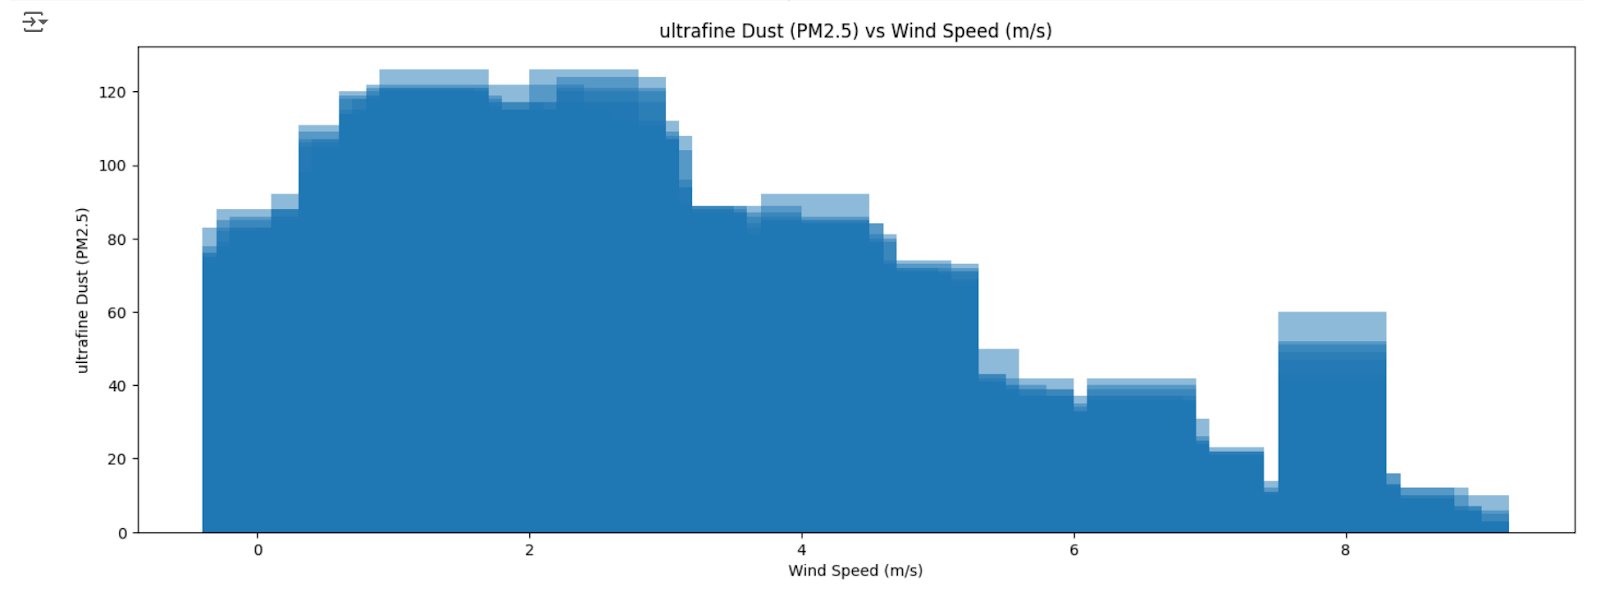 ultrafine Dust (PM2.5) vs Wind Speed (m/s)
120
100
80
60
40
20
0
ultrafine Dust (PM2.5)
0 2 4 6 8
Wind Speed (m/s)